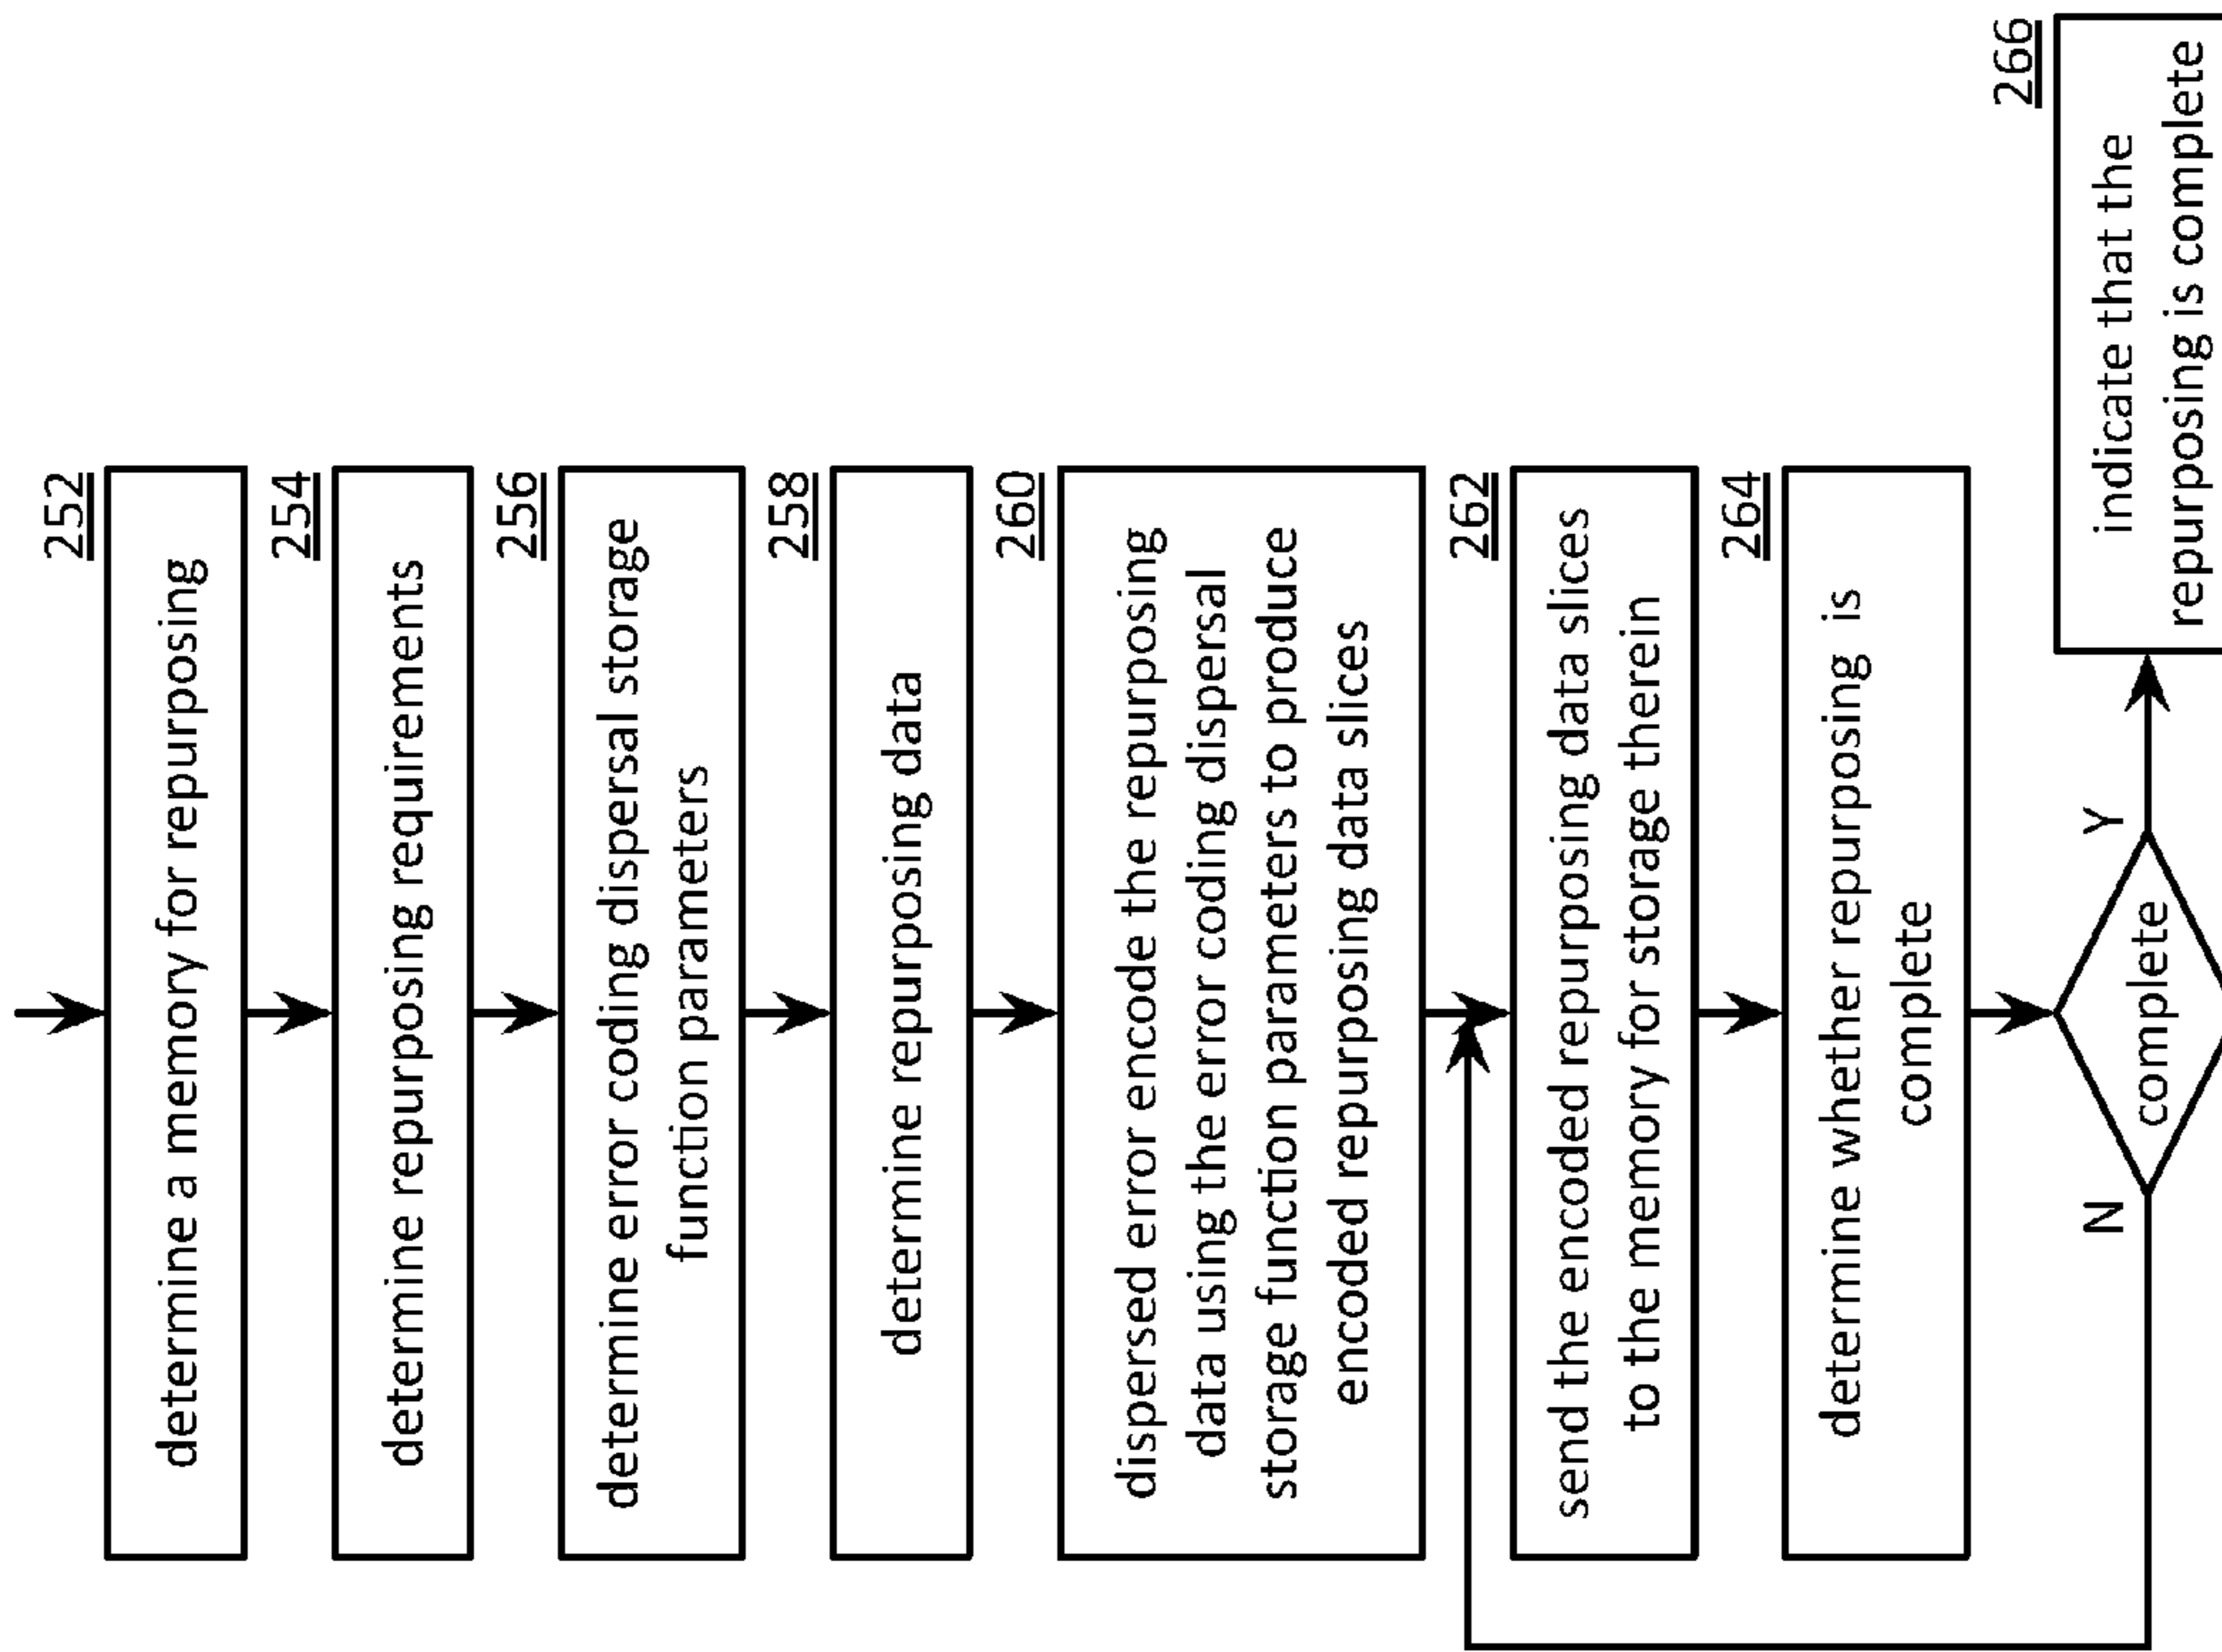 252
determine a memory for repurposing
254
determine repurposing requirements
256
determine error coding dispersal storage
function parameters
258
determine repurposing data
260
dispersed error encode the repurposing
data using the error coding dispersal
storage function parameters to produce
encoded repurposing data slices
262
send the encoded repurposing data slices
to the memory for storage therein
264
determine whether repurposing is
complete
N
complete
Y
266
indicate that the
repurposing is complete